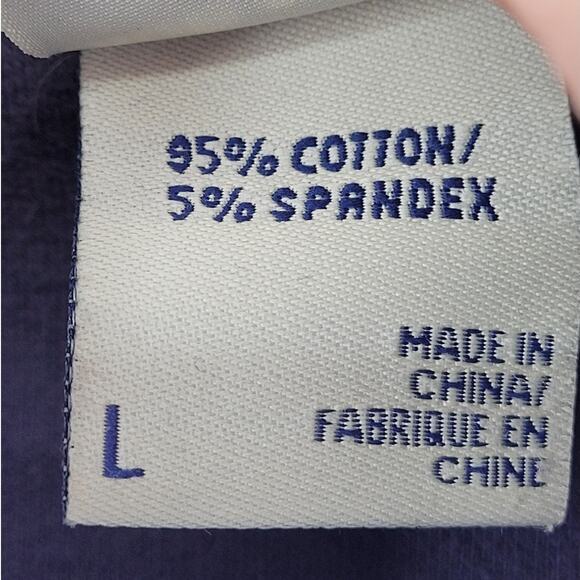 95% COTTON/
5% SPANDEX
MADE IN
CHINA/
FABRIQUE EN
CHINE
L